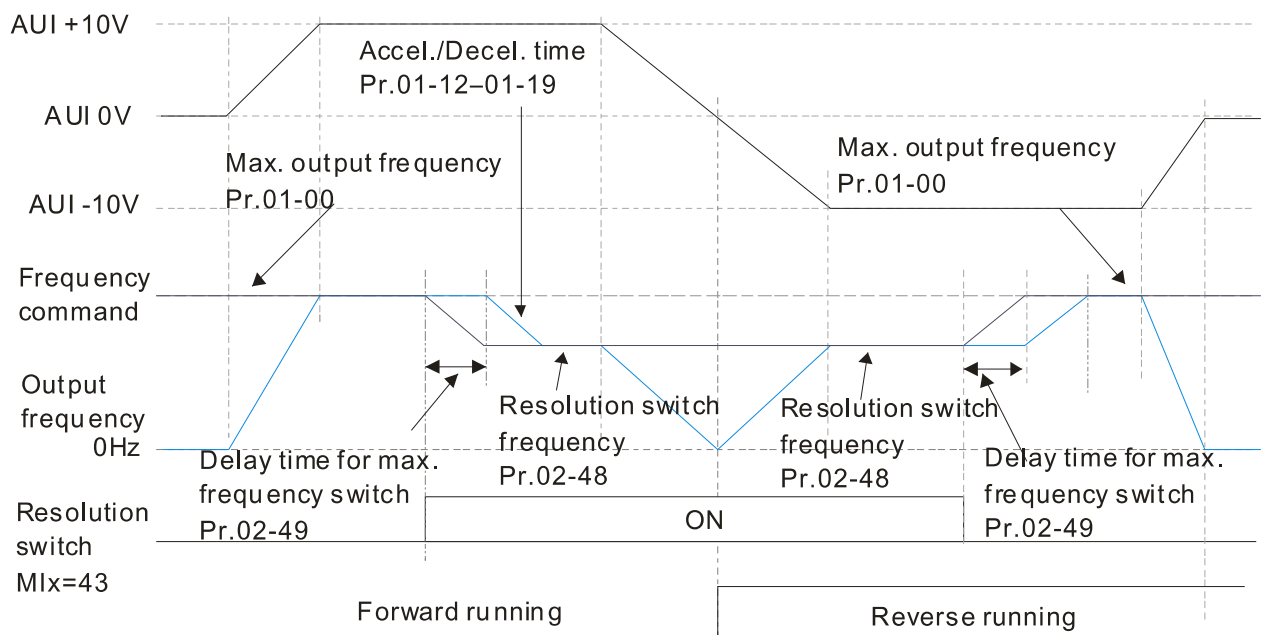 AUI +10V
Accel./Decel. time
Pr.01-12–01-19
AUI 0V
Max. output frequency
Pr.01-00
Max. output frequency
Pr.01-00
AUI -10V
Frequency
command
Output
frequency
0Hz
Resolution switch
frequency
Pr.02-48
Resolution switch
frequency
Pr.02-48
Delay time for max.
frequency switch
Pr.02-49
Delay time for max.
frequency switch
Pr.02-49
Resolution
switch
MIx=43
ON
Forward running
Reverse running